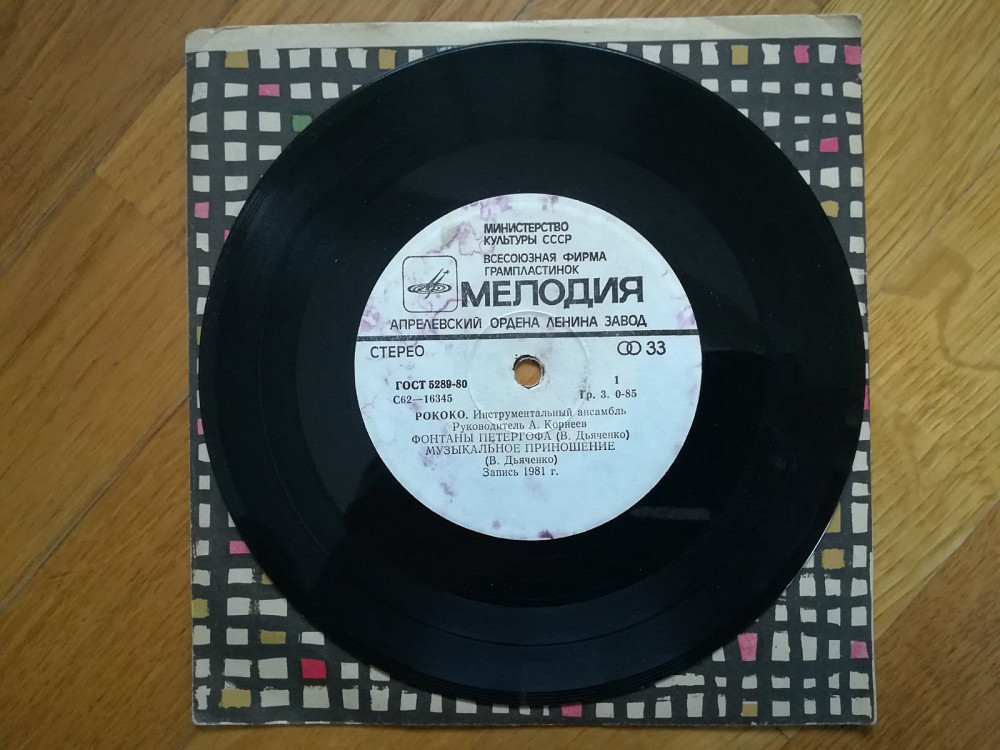 МИНИСТЕРСТВО
КУЛЬТУРЫ СССР
ВСЕСОЮЗНАЯ ФИРМА
ГРАМПЛАСТИНОК
МЕЛОДИЯ
АПРЕЛЕВСКИЙ ОРДЕНА ЛЕНИНА ЗАВОД
СТЕРЕО 33
ГОСТ 5289-80 1
С62—16345 Гр. 3. 0-85
РОКОКО. Инструментальный ансамбль
Руководитель А. Корнеев
ФОНТАНЫ ПЕТЕРГОФА (В. Дьяченко)
МУЗЫКАЛЬНОЕ ПРИНОШЕНИЕ
(В. Дьяченко)
Запись 1981 г.